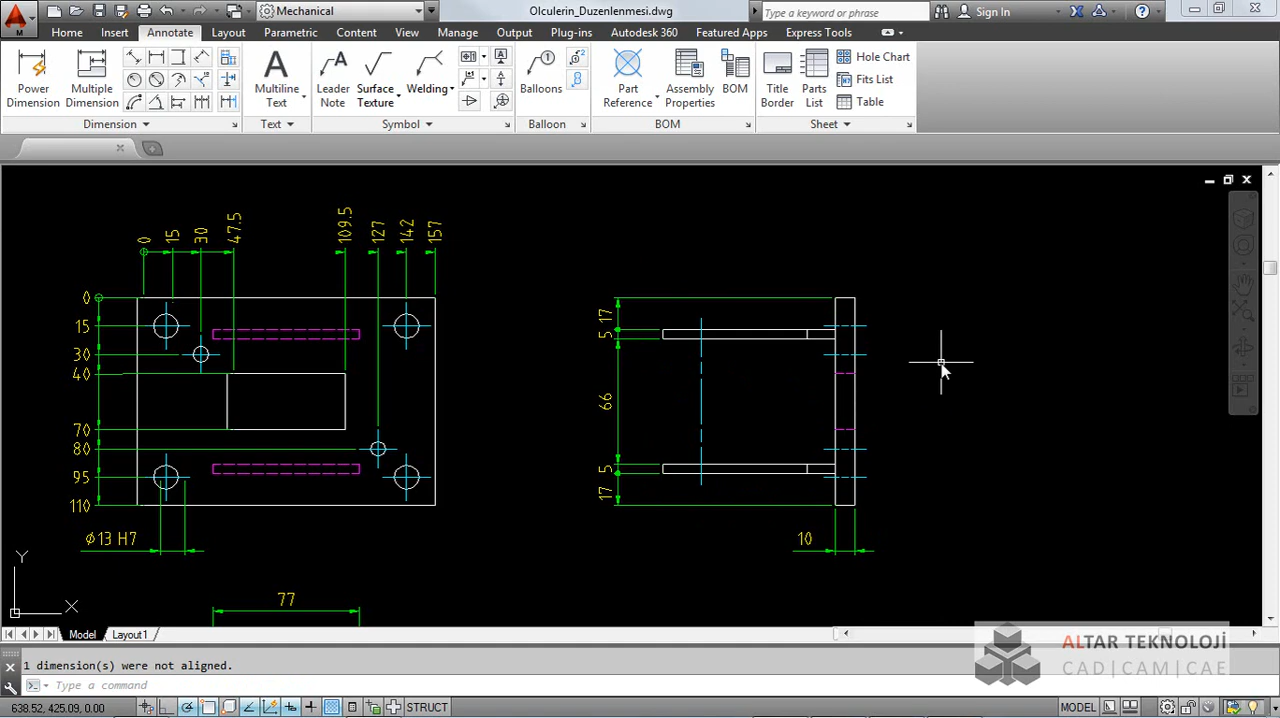 Mechanical
Olculerin_Duzenlenmesi.dwg
Type a keyword or phrase
Sign In
M
Home Insert Annotate Layout Parametric Content View Manage Output Plug-ins Autodesk 360 Featured Apps Express Tools
Power Dimension
Multiple Dimension
Multiline Text
Leader Note
Surface Texture
Welding
Balloons
Part Reference
Assembly Properties
BOM
Title Border
Parts List
Hole Chart
Fits List
Table
Dimension Text Symbol Balloon BOM Sheet
0 15 30 47.5 109.5 127 142 157
0
15
30
40
70
80
95
110
ϕ13 H7
77
17
5
66
5
17
10
Y
X
Model Layout1
1 dimension(s) were not aligned.
Type a command
638.52, 425.09, 0.00
STRUCT
MODEL
ALTAR TEKNOLOJİ
CAD|CAM|CAE